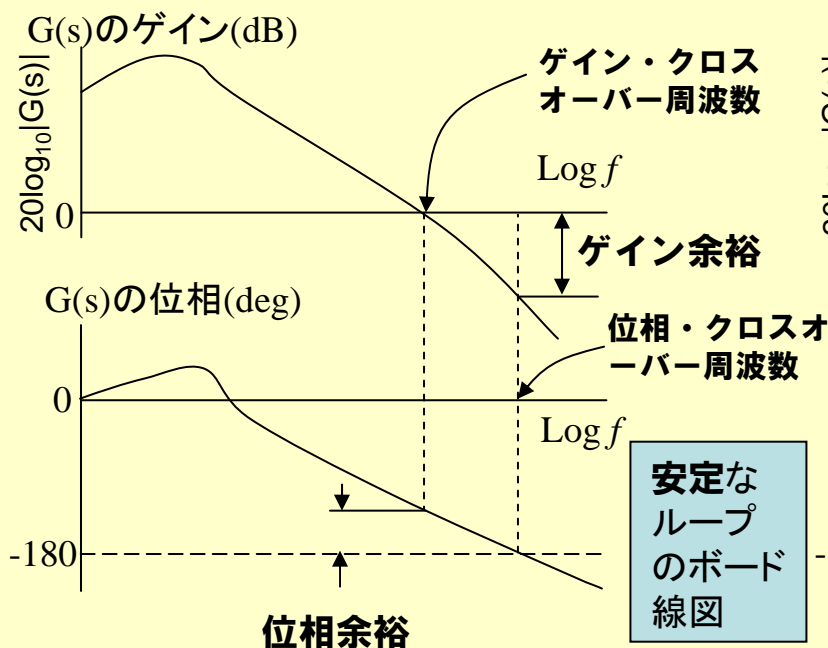 G(s)のゲイン(dB)
20log10|G(s)|
ゲイン・クロス
オーバー周波数
Log f
0
ゲイン余裕
G(s)の位相(deg)
位相・クロスオ
ーバー周波数
0
Log f
安定な
ループ
のボード
線図
-180
位相余裕